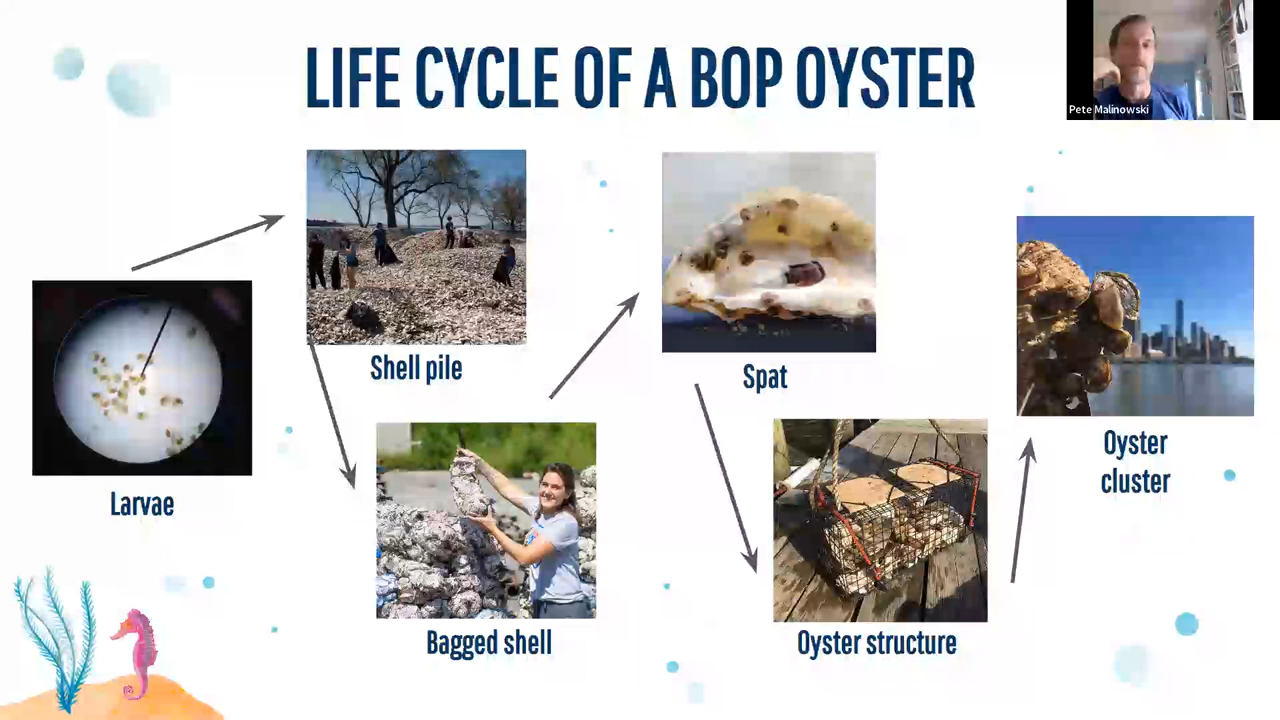 LIFE CYCLE OF A BOP OYSTER
Pete Malinowski
Shell pile
Spat
Oyster
cluster
Larvae
Bagged shell
Oyster structure